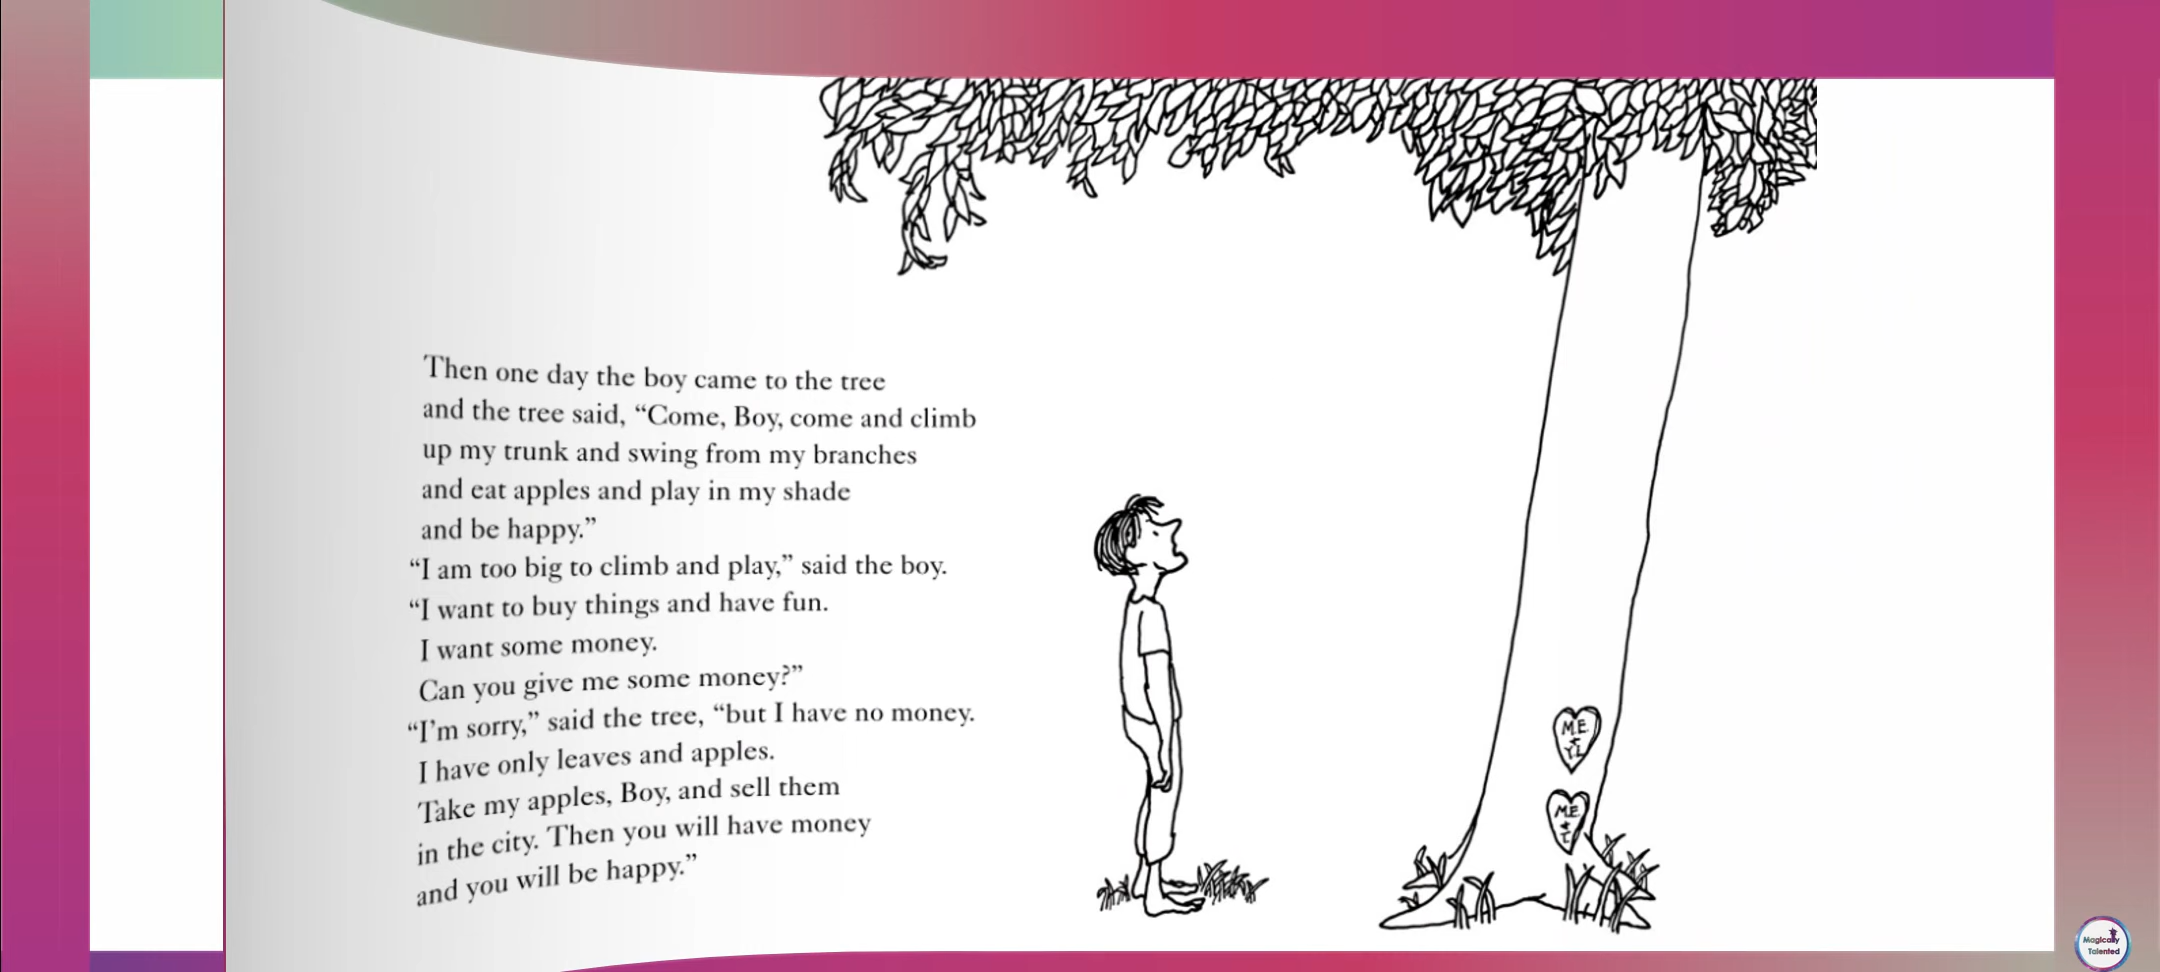 Then one day the boy came to the tree
and the tree said, “Come, Boy, come and climb
up my trunk and swing from my branches
and eat apples and play in my shade
and be happy.”
“I am too big to climb and play,” said the boy.
“I want to buy things and have fun.
I want some money.
Can you give me some money?”
“I’m sorry,” said the tree, “but I have no money.
I have only leaves and apples.
Take my apples, Boy, and sell them
in the city. Then you will have money
and you will be happy.”
M.E.
+
Y.L.
M.E.
+
T.
Magically
Talented